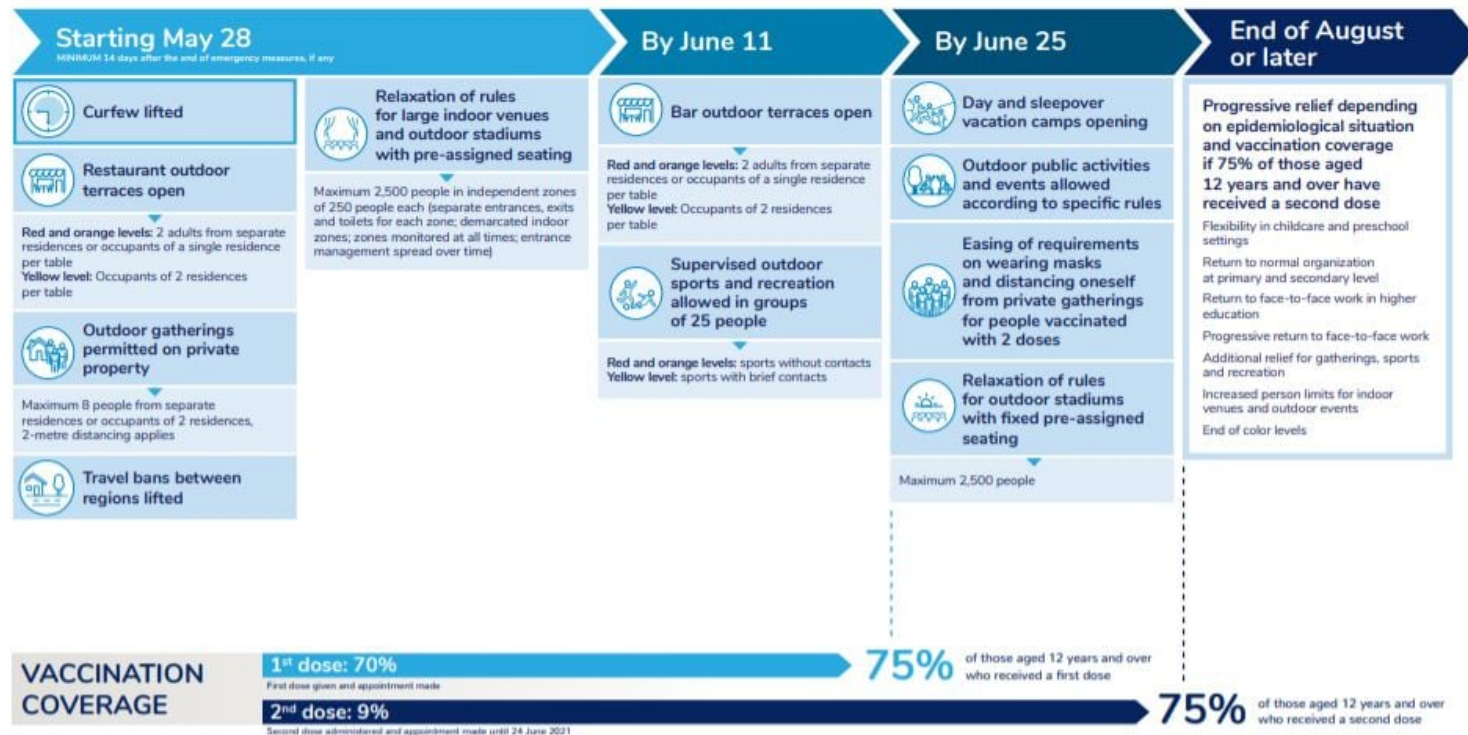 Starting May 28
MINIMUM 14 days after the end of emergency measures, if any
Curfew lifted
Restaurant outdoor
terraces open
Red and orange levels: 2 adults from separate
residences or occupants of a single residence
per table
Yellow level: Occupants of 2 residences
per table
Outdoor gatherings
permitted on private
property
Maximum 8 people from separate
residences or occupants of 2 residences,
2-metre distancing applies
Travel bans between
regions lifted
Relaxation of rules
for large indoor venues
and outdoor stadiums
with pre-assigned seating
Maximum 2,500 people in independent zones
of 250 people each (separate entrances, exits
and toilets for each zone; demarcated indoor
zones; zones monitored at all times; entrance
management spread over time)
By June 11
Bar outdoor terraces open
Red and orange levels: 2 adults from separate
residences or occupants of a single residence
per table
Yellow level: Occupants of 2 residences
per table
Supervised outdoor
sports and recreation
allowed in groups
of 25 people
Red and orange levels: sports without contacts
Yellow level: sports with brief contacts
By June 25
Day and sleepover
vacation camps opening
Outdoor public activities
and events allowed
according to specific rules
Easing of requirements
on wearing masks
and distancing oneself
from private gatherings
for people vaccinated
with 2 doses
Relaxation of rules
for outdoor stadiums
with fixed pre-assigned
seating
Maximum 2,500 people
End of August
or later
Progressive relief depending
on epidemiological situation
and vaccination coverage
if 75% of those aged
12 years and over have
received a second dose
Flexibility in childcare and preschool
settings
Return to normal organization
at primary and secondary level
Return to face-to-face work in higher
education
Progressive return to face-to-face work
Additional relief for gatherings, sports
and recreation
Increased person limits for indoor
venues and outdoor events
End of color levels
VACCINATION
COVERAGE
1st dose: 70%
First dose given and appointment made
75%
of those aged 12 years and over
who received a first dose
2nd dose: 9%
Second dose administered and appointment made until 24 June 2021
75%
of those aged 12 years and over
who received a second dose